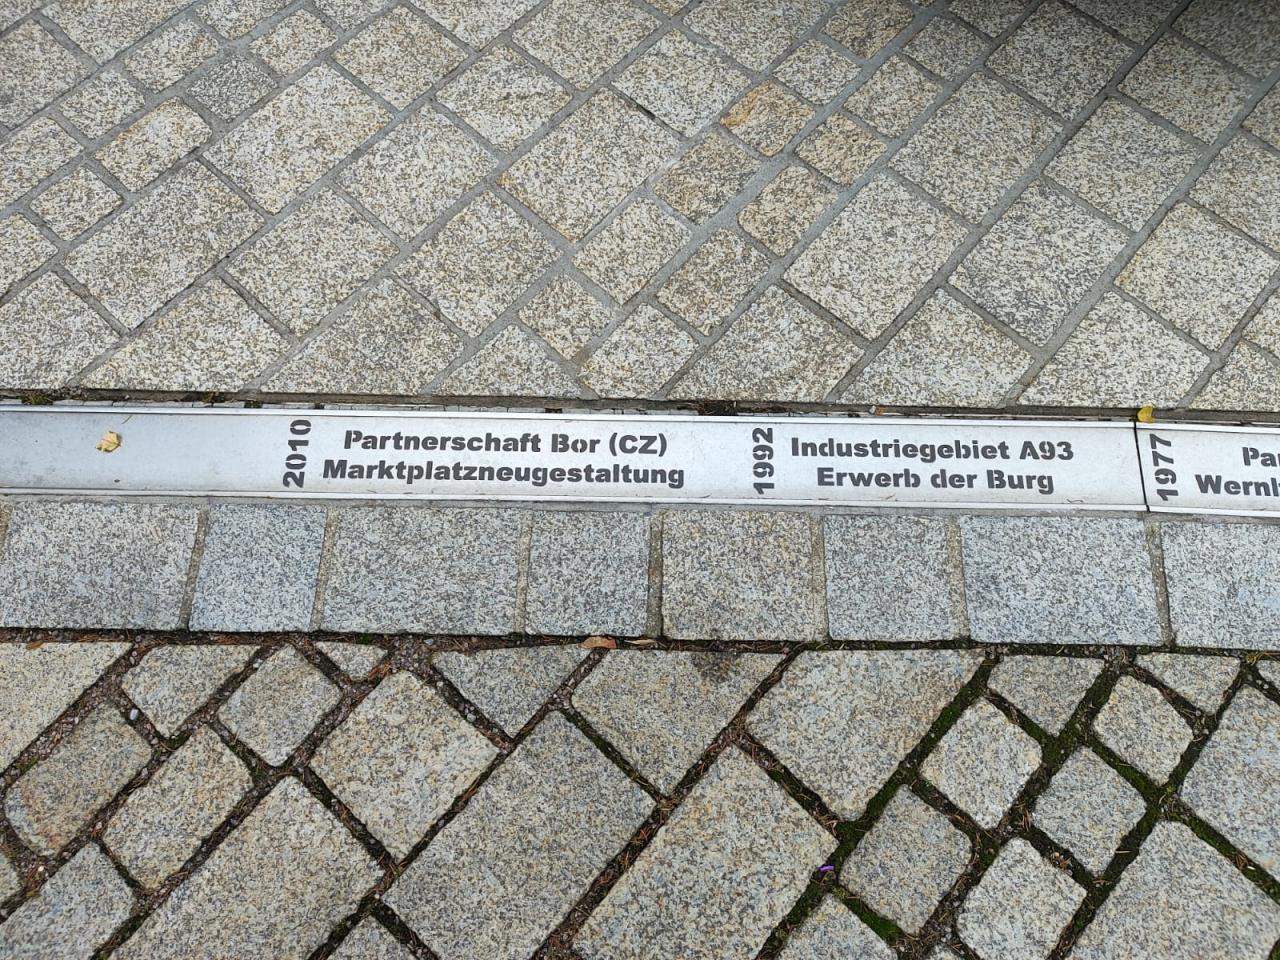 2010
Partnerschaft Bor (CZ)
Marktplatzneugestaltung
1992
Industriegebiet A93
Erwerb der Burg
1977